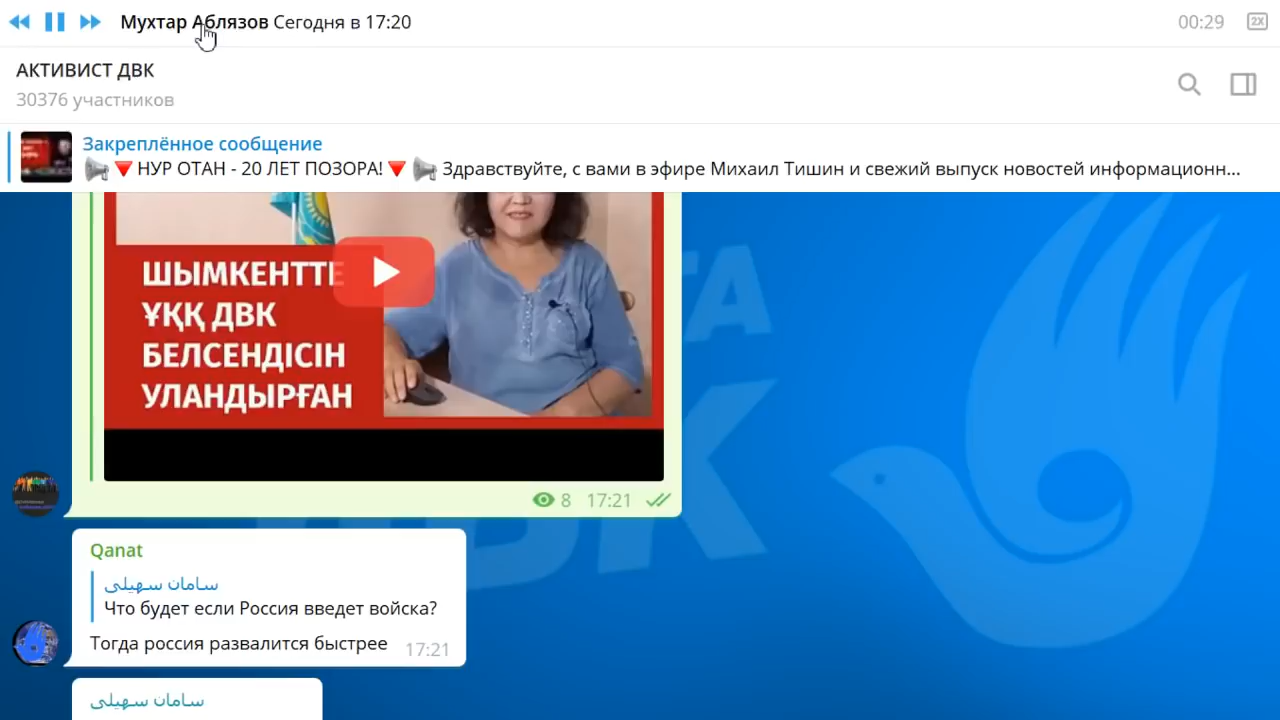 Мухтар Аблязов Сегодня в 17:20
00:29
2X
АКТИВИСТ ДВК
30376 участников
Закреплённое сообщение
НУР ОТАН - 20 ЛЕТ ПОЗОРА! Здравствуйте, с вами в эфире Михаил Тишин и свежий выпуск новостей информационн...
ШЫМКЕНТТЕ
ҰҚҚ ДВК
БЕЛСЕНДІСІН
УЛАНДЫРҒАН
8 17:21
Qanat
سامان سهیلی
Что будет если Россия введет войска?
Тогда россия развалится быстрее 17:21
سامان سهیلی